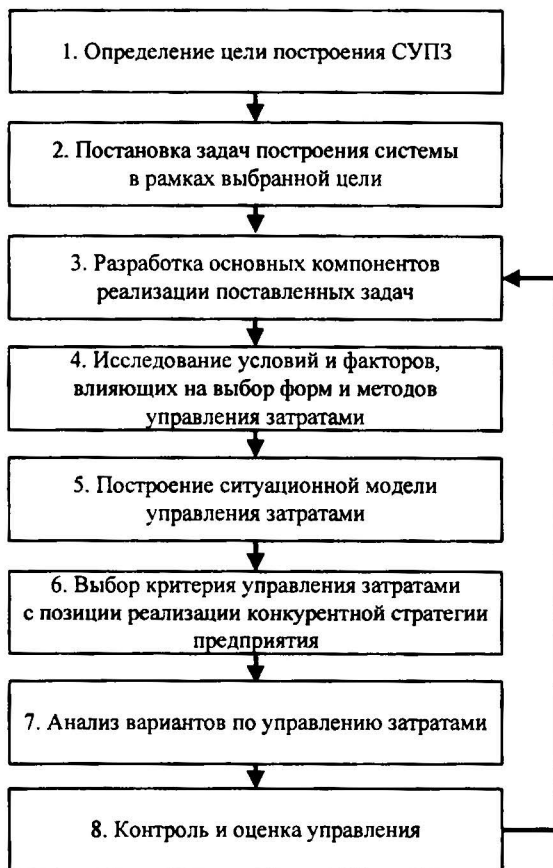 1. Определение цели построения СУПЗ
2. Постановка задач построения системы
в рамках выбранной цели
3. Разработка основных компонентов
реализации поставленных задач
4. Исследование условий и факторов,
влияющих на выбор форм и методов
управления затратами
5. Построение ситуационной модели
управления затратами
6. Выбор критерия управления затратами
с позиции реализации конкурентной стратегии
предприятия
7. Анализ вариантов по управлению затратами
8. Контроль и оценка управления